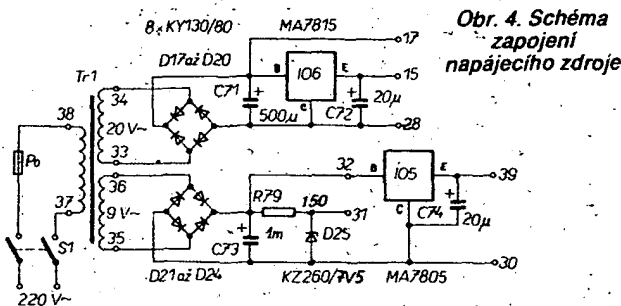 8×KY130/80
MA7815
Obr. 4. Schéma
zapojení
napájecího zdroje
17
D17až D20
B
IO6
E
15
Tr1
C71
+
C
+
20μ
34
38
500μ
C72
28
20 V~
Po
33
32
B
IO5
E
39
36
R79
150
31
C
+
C74
20μ
37
9 V~
+
1m
D25
S1
35
C73
30
D21 až D24
KZ260/7V5
MA7805
220 V~